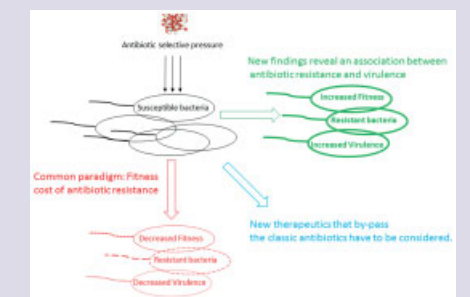 Antibiotic selective pressure
New findings reveal an association between
antibiotic resistance and virulence
Susceptible bacteria
Increased Fitness
Resistant bacteria
Increased Virulence
Common paradigm: Fitness
cost of antibiotic resistance
New therapeutics that by-pass
the classic antibiotics have to be considered.
Decreased Fitness
Resistant bacteria
Decreased Virulence